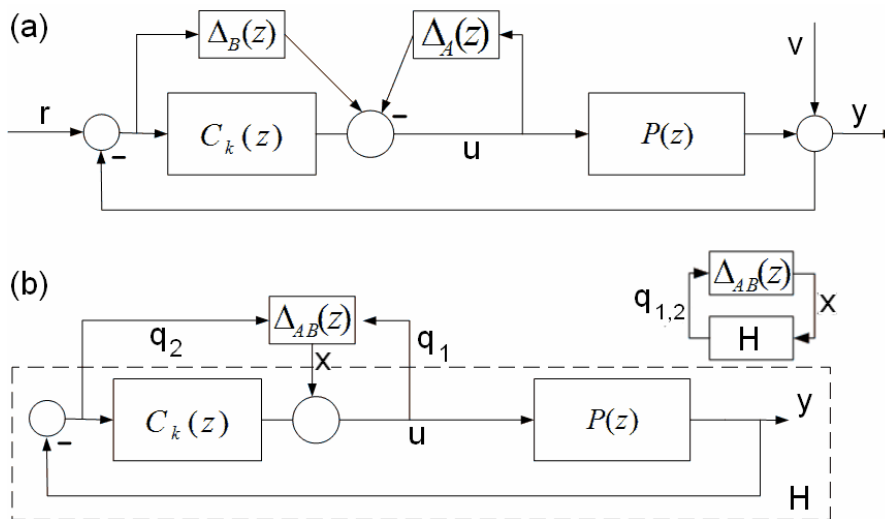 (a)
Δ_B(z)
Δ_A(z)
v
r
C_k(z)
P(z)
y
-
-
u
(b)
Δ_AB(z)
q_1,2
x
H
Δ_AB(z)
q_2
x
q_1
C_k(z)
P(z)
y
-
u
H